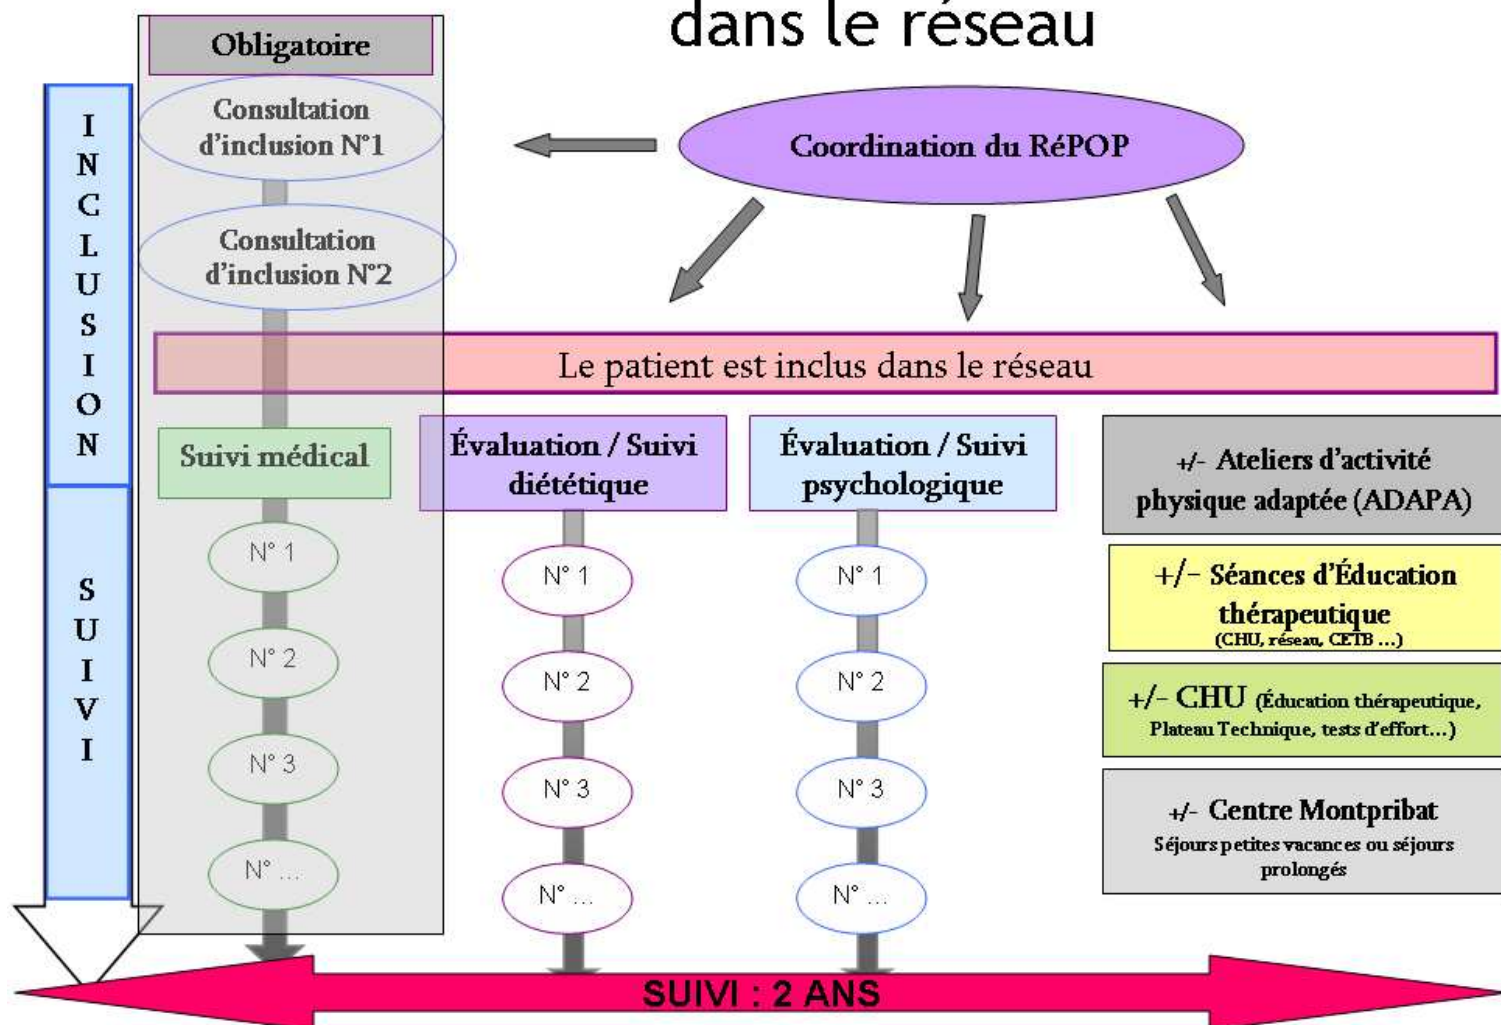 dans le réseau
Obligatoire
I
N
C
L
U
S
I
O
N
Consultation
d'inclusion N°1
Coordination du RéPOP
Consultation
d'inclusion N°2
Le patient est inclus dans le réseau
Suivi médical
Évaluation / Suivi
diététique
Évaluation / Suivi
psychologique
+/- Ateliers d'activité
physique adaptée (ADAPA)
S
U
I
V
I
N° 1
N° 2
N° 3
N° ...
N° 1
N° 2
N° 3
N° ...
N° 1
N° 2
N° 3
N° ...
+/- Séances d'Éducation
thérapeutique
(CHU, réseau, CETB ...)
+/- CHU (Éducation thérapeutique,
Plateau Technique, tests d'effort...)
+/- Centre Montpribat
Séjours petites vacances ou séjours
prolongés
SUIVI : 2 ANS